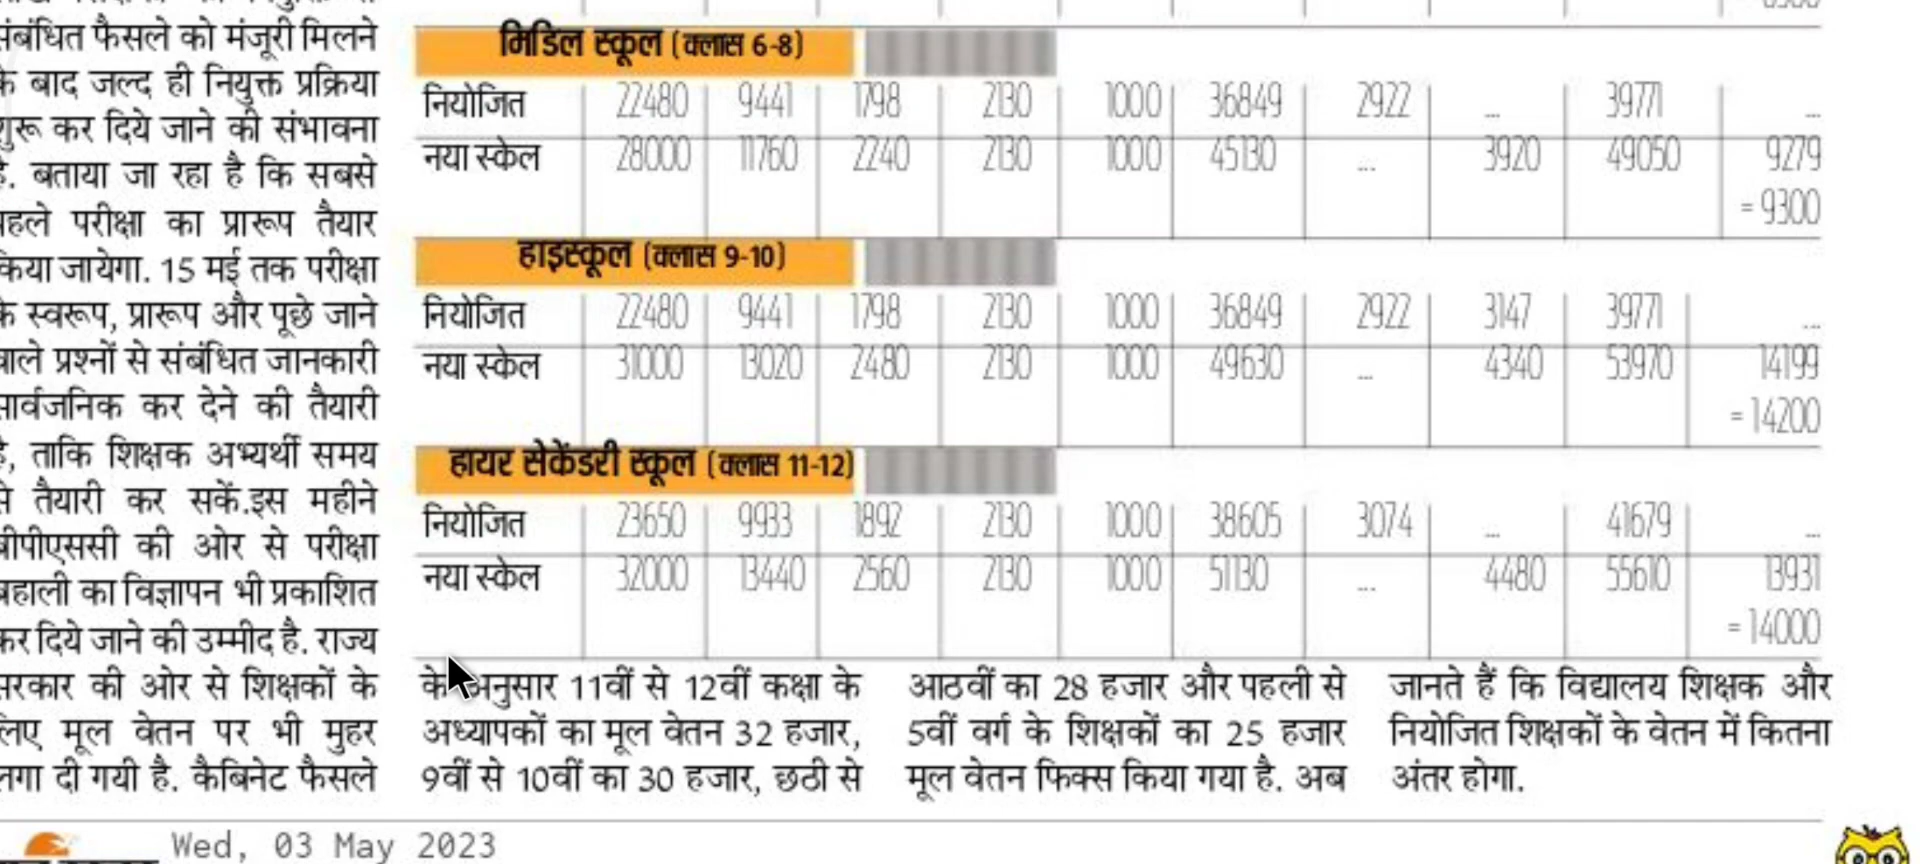 संबंधित फैसले को मंजूरी मिलने
के बाद जल्द ही नियुक्त प्रक्रिया
शुरू कर दिये जाने की संभावना
है. बताया जा रहा है कि सबसे
पहले परीक्षा का प्रारूप तैयार
किया जायेगा. 15 मई तक परीक्षा
के स्वरूप, प्रारूप और पूछे जाने
वाले प्रश्नों से संबंधित जानकारी
सार्वजनिक कर देने की तैयारी
है, ताकि शिक्षक अभ्यर्थी समय
से तैयारी कर सकें.इस महीने
बीपीएससी की ओर से परीक्षा
बहाली का विज्ञापन भी प्रकाशित
कर दिये जाने की उम्मीद है. राज्य
सरकार की ओर से शिक्षकों के
लिए मूल वेतन पर भी मुहर
लगा दी गयी है. कैबिनेट फैसले
मिडिल स्कूल (क्लास 6-8)
नियोजित 22480 9441 1798 2130 1000 36849 2922 ... 39771 ...
नया स्केल 28000 11760 2240 2130 1000 45130 ... 3920 49050 9279
= 9300
हाइस्कूल (क्लास 9-10)
नियोजित 22480 9441 1798 2130 1000 36849 2922 3147 39771 ...
नया स्केल 31000 13020 2480 2130 1000 49630 ... 4340 53970 14199
= 14200
हायर सेकेंडरी स्कूल (क्लास 11-12)
नियोजित 23650 9933 1892 2130 1000 38605 3074 ... 41679 ...
नया स्केल 32000 13440 2560 2130 1000 51130 ... 4480 55610 13931
= 14000
के अनुसार 11वीं से 12वीं कक्षा के
अध्यापकों का मूल वेतन 32 हजार,
9वीं से 10वीं का 30 हजार, छठी से
आठवीं का 28 हजार और पहली से
5वीं वर्ग के शिक्षकों का 25 हजार
मूल वेतन फिक्स किया गया है. अब
जानते हैं कि विद्यालय शिक्षक और
नियोजित शिक्षकों के वेतन में कितना
अंतर होगा.
Wed, 03 May 2023